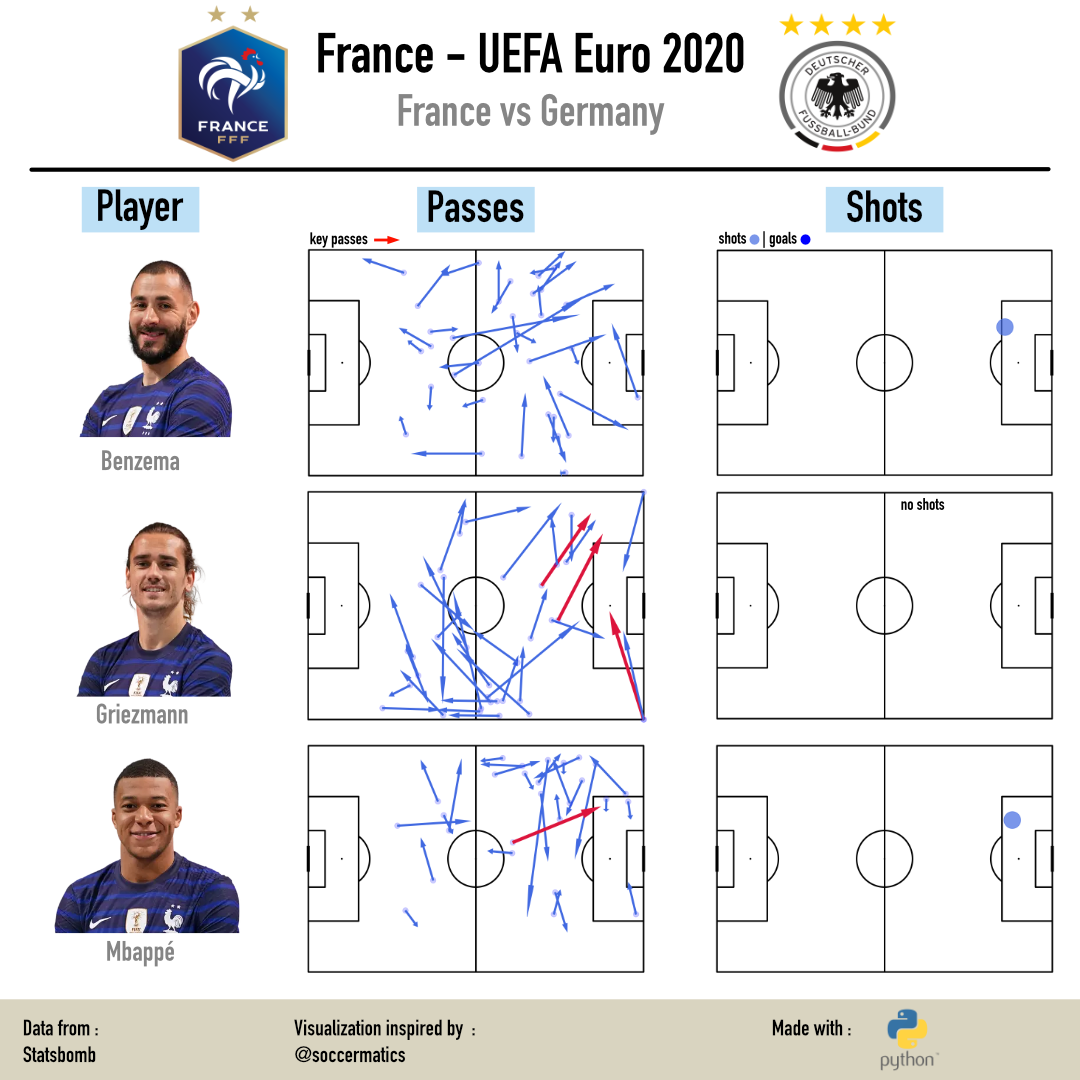 France - UEFA Euro 2020
France vs Germany
FRANCE
FFF
DEUTSCHER
FUSSBALL-BUND
Player
Passes
Shots
key passes
shots | goals
Benzema
no shots
Griezmann
Mbappé
Data from :
Statsbomb
Visualization inspired by :
@soccermatics
Made with :
python